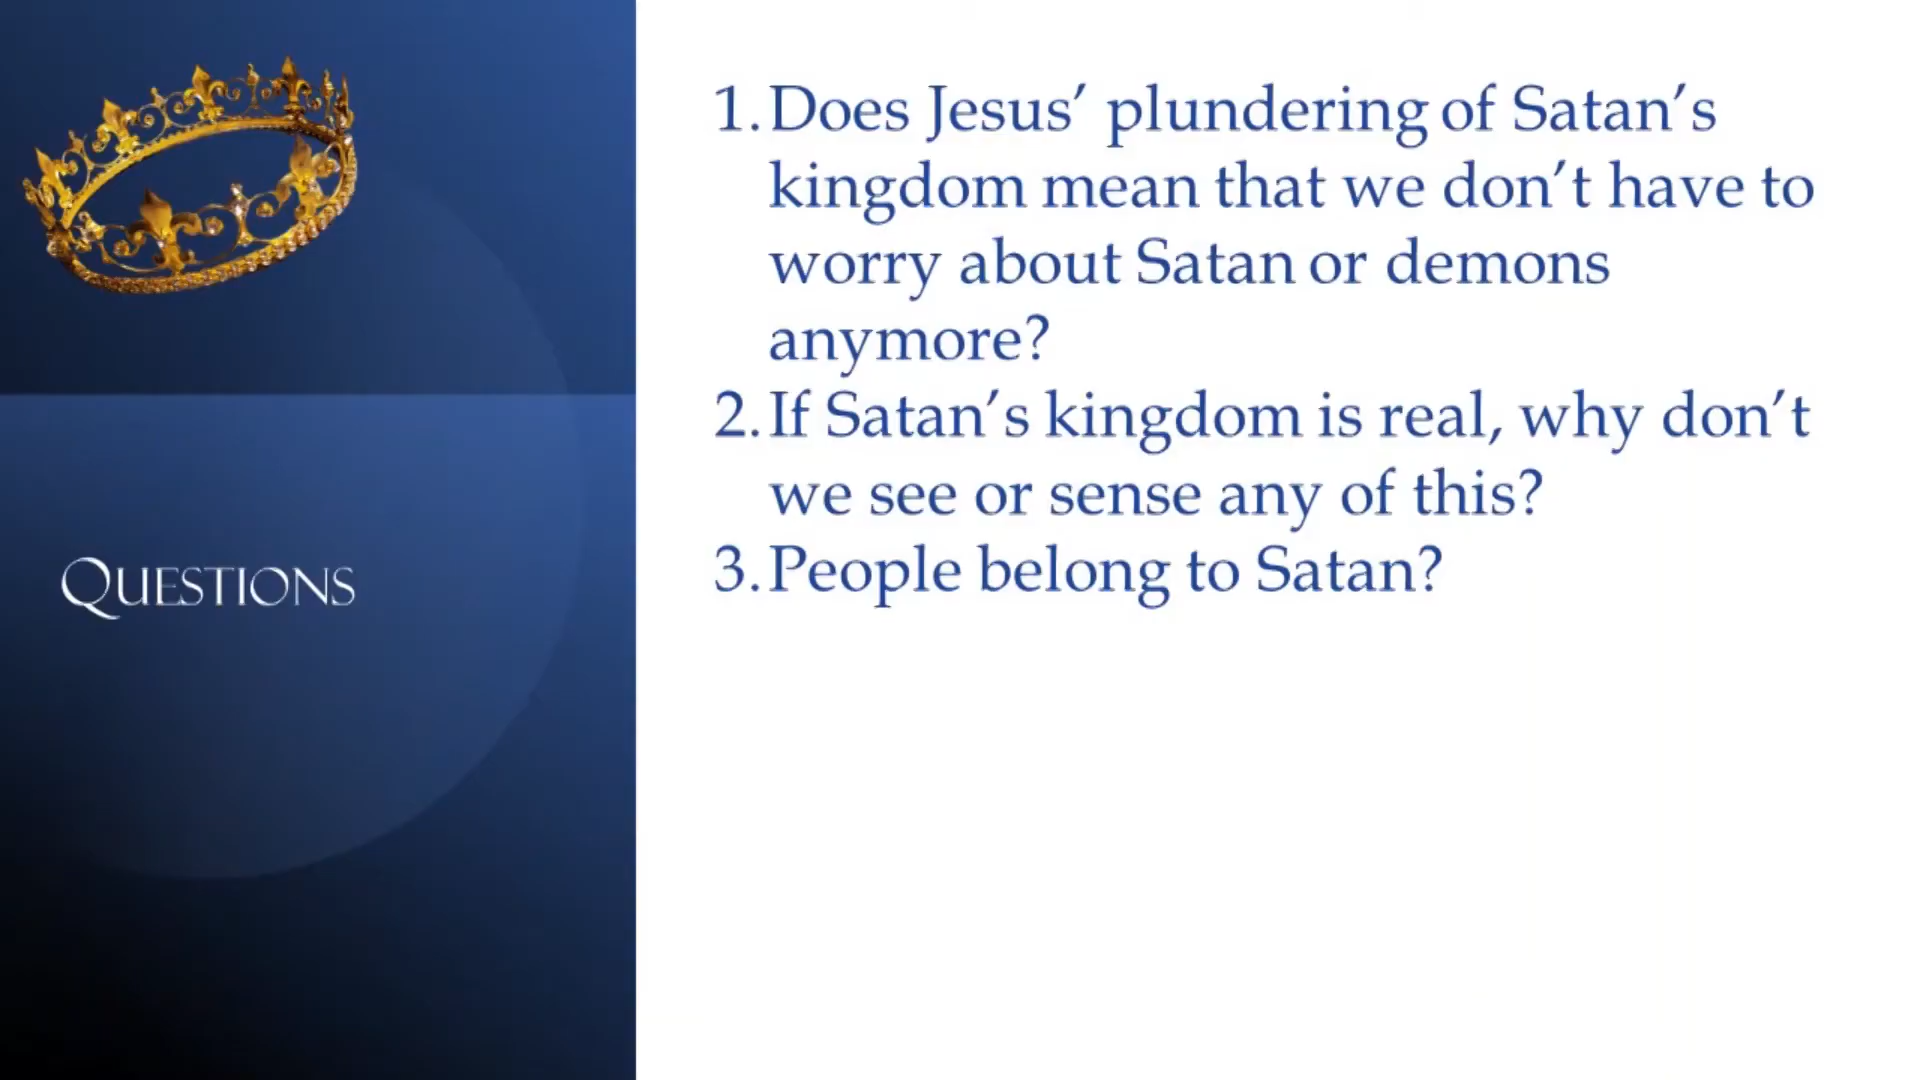 1. Does Jesus’ plundering of Satan’s
kingdom mean that we don’t have to
worry about Satan or demons
anymore?
2. If Satan’s kingdom is real, why don’t
we see or sense any of this?
3. People belong to Satan?
QUESTIONS